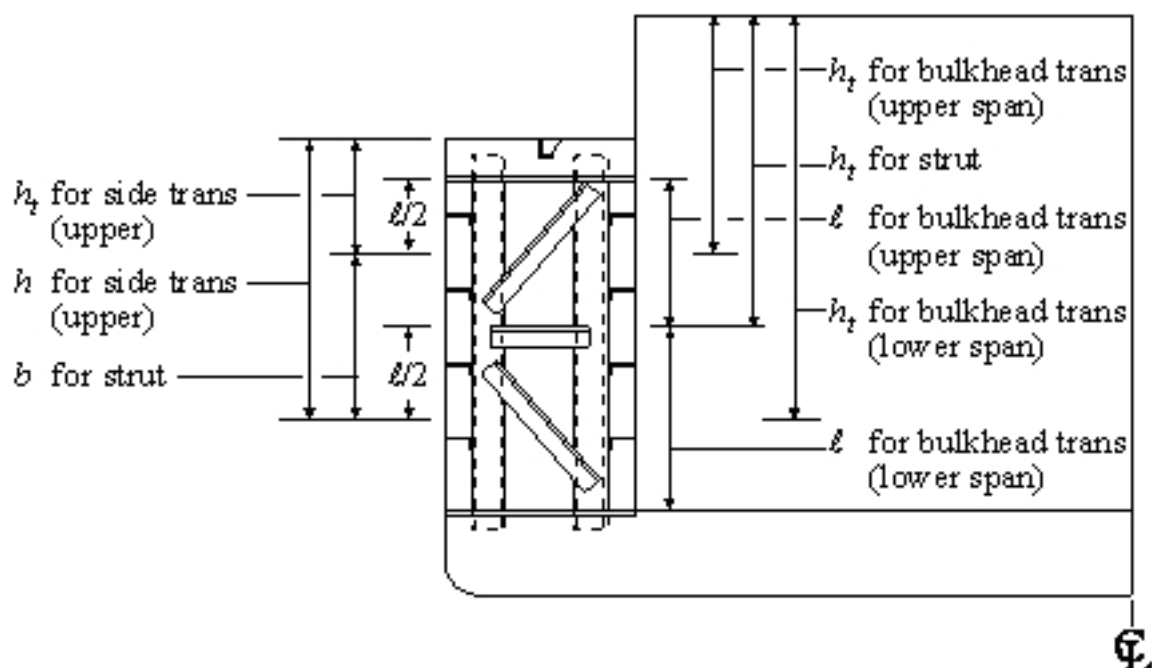 h_t for side trans
(upper)
h for side trans
(upper)
b for strut
ℓ/2
ℓ/2
h_t for bulkhead trans
(upper span)
h_t for strut
ℓ for bulkhead trans
(upper span)
h_t for bulkhead trans
(lower span)
ℓ for bulkhead trans
(lower span)
℄